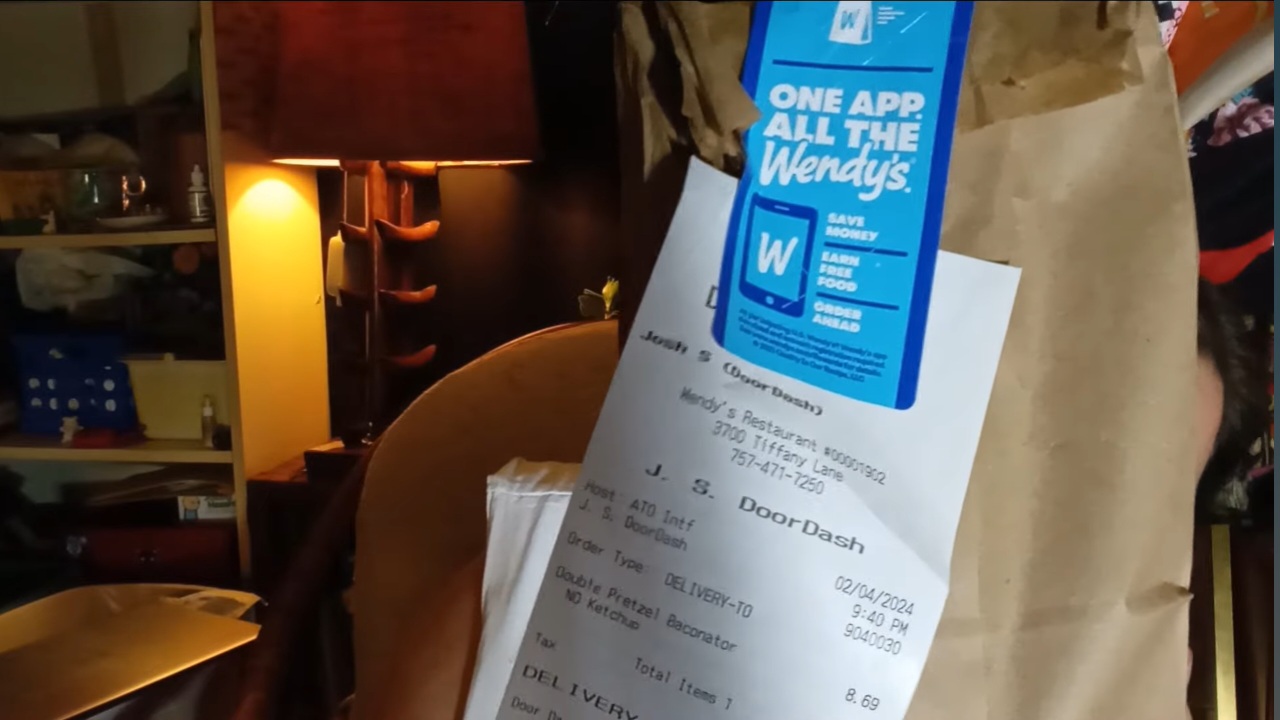 W
ONE APP.
ALL THE
Wendy's.
W
SAVE
MONEY
EARN
FREE
FOOD
ORDER
AHEAD
D
Josh S (DoorDash)
Wendy's Restaurant #00001902
3700 Tiffany Lane
757-471-7250
J. S. DoorDash
Host: ATO Intf
J. S. DoorDash
02/04/2024
9:40 PM
Order Type: DELIVERY-TO
9040030
Double Pretzel Baconator
NO Ketchup
8.69
Tax
Total Items 1
DELIVERY
Door